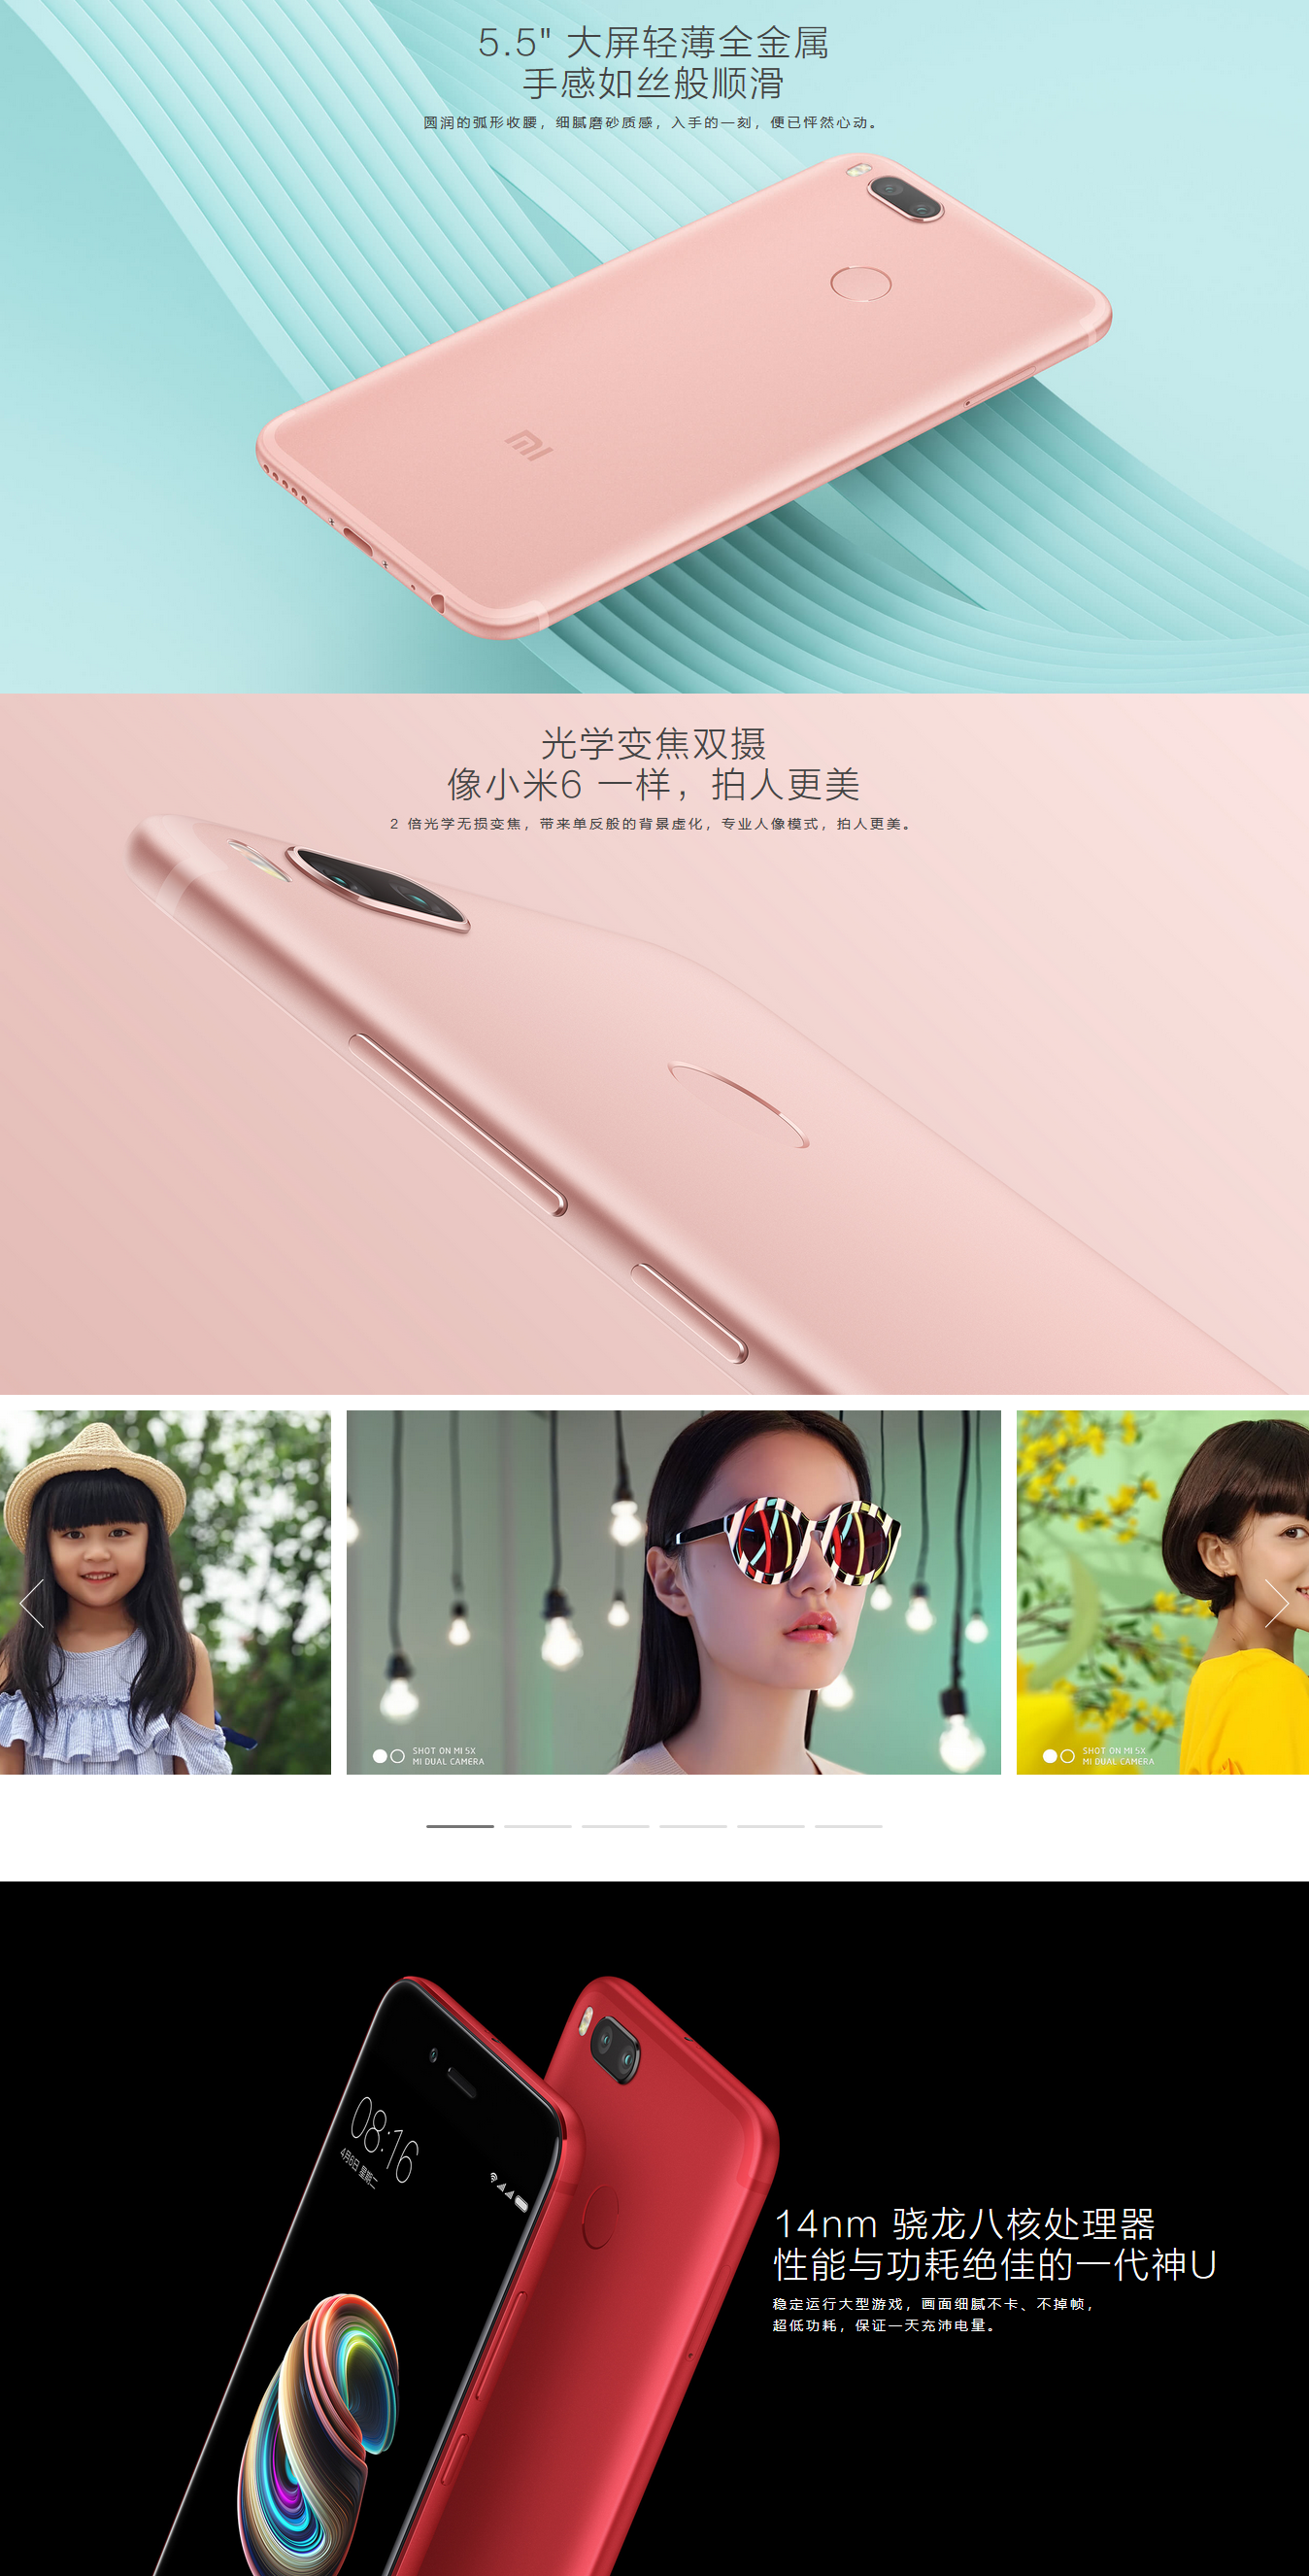 5.5" 大屏轻薄全金属
手感如丝般顺滑
圆润的弧形收腰，细腻磨砂质感，入手的一刻，便已怦然心动。
光学变焦双摄
像小米6 一样，拍人更美
2 倍光学无损变焦，带来单反般的背景虚化，专业人像模式，拍人更美。
SHOT ON MI 5X
MI DUAL CAMERA
SHOT ON MI 5X
MI DUAL CAMERA
08:16
4月6日 星期二
14nm 骁龙八核处理器
性能与功耗绝佳的一代神U
稳定运行大型游戏，画面细腻不卡、不掉帧，
超低功耗，保证一天充沛电量。